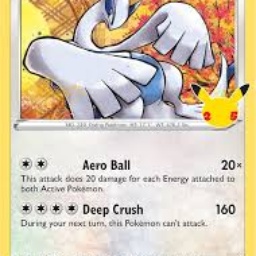 Aero Ball 20×
This attack does 20 damage for each Energy attached to
both Active Pokémon.
Deep Crush 160
During your next turn, this Pokémon can't attack.